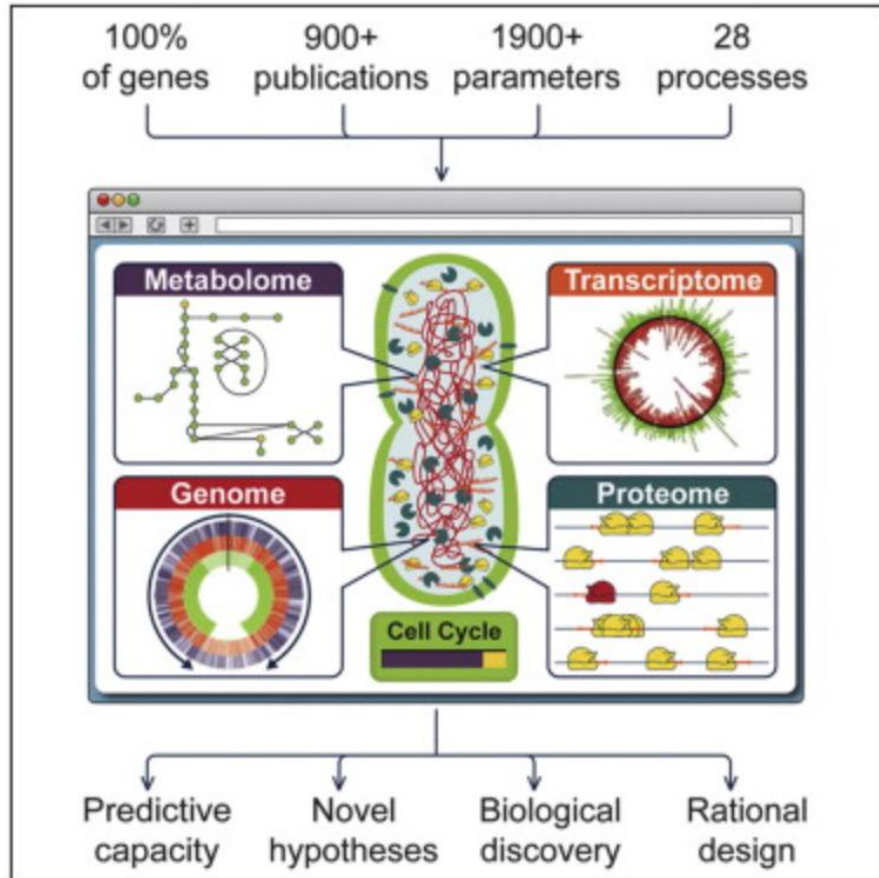 100% of genes
900+ publications
1900+ parameters
28 processes
Metabolome
Transcriptome
Genome
Proteome
Cell Cycle
Predictive capacity
Novel hypotheses
Biological discovery
Rational design